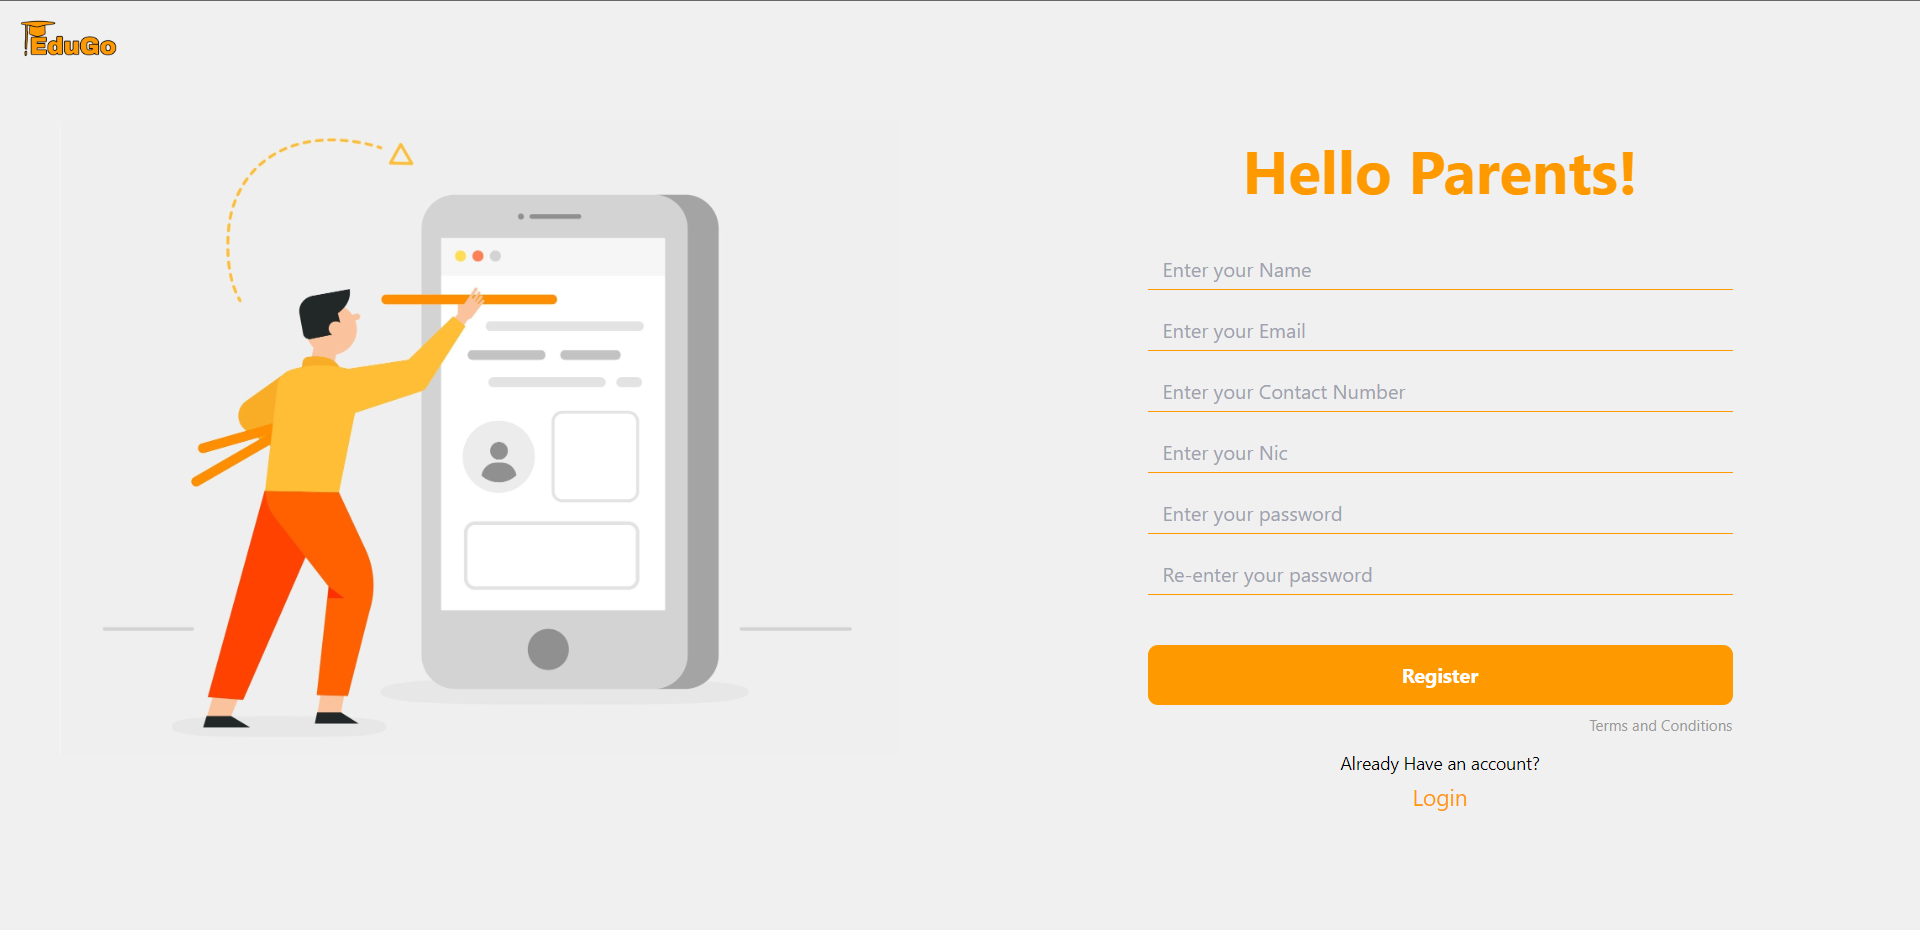 EduGo
Hello Parents!
Enter your Name
Enter your Email
Enter your Contact Number
Enter your Nic
Enter your password
Re-enter your password
Register
Terms and Conditions
Already Have an account?
Login